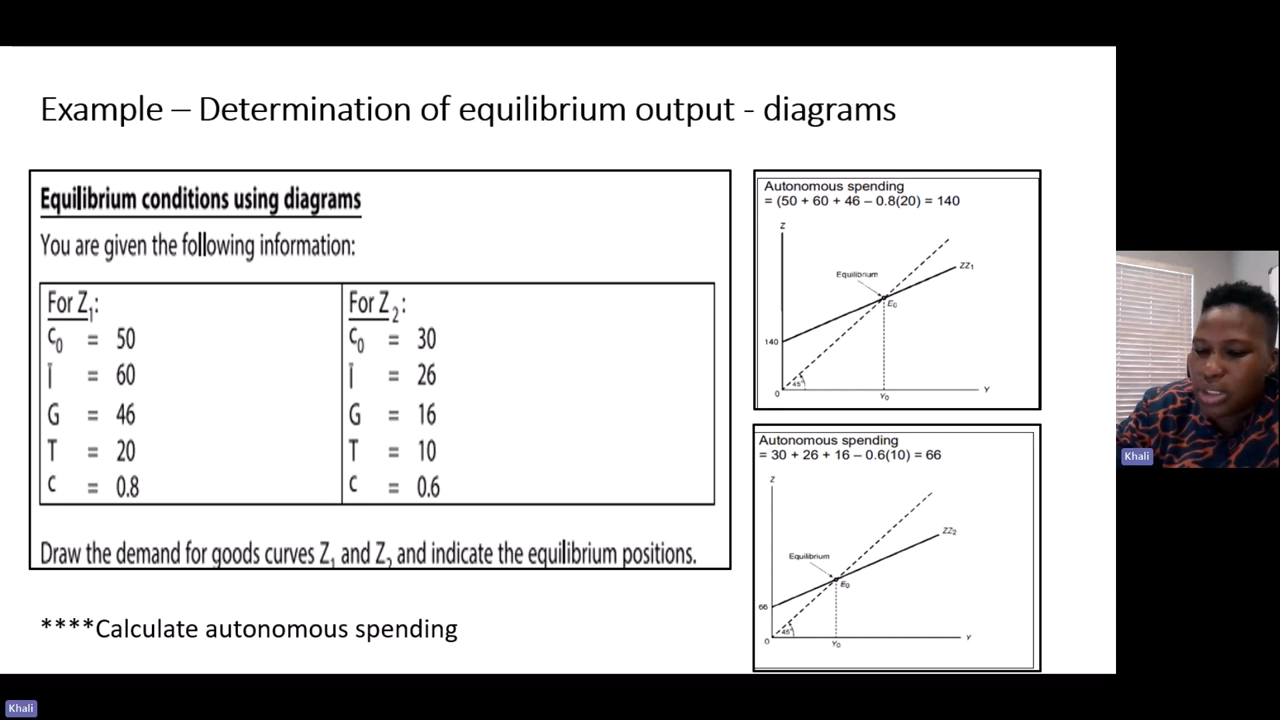 Example – Determination of equilibrium output - diagrams
Equilibrium conditions using diagrams
You are given the following information:
For Z1:
C0 = 50
Ī = 60
G = 46
T = 20
C = 0.8
For Z2:
C0 = 30
Ī = 26
G = 16
T = 10
C = 0.6
Draw the demand for goods curves Z1 and Z2 and indicate the equilibrium positions.
****Calculate autonomous spending
Autonomous spending
= (50 + 60 + 46 – 0.8(20) = 140
Z
ZZ1
Equilibrium
E0
140
45°
0
Y0
Y
Autonomous spending
= 30 + 26 + 16 – 0.6(10) = 66
Z
ZZ2
Equilibrium
E0
66
45°
0
Y0
Y
Khali
Khali